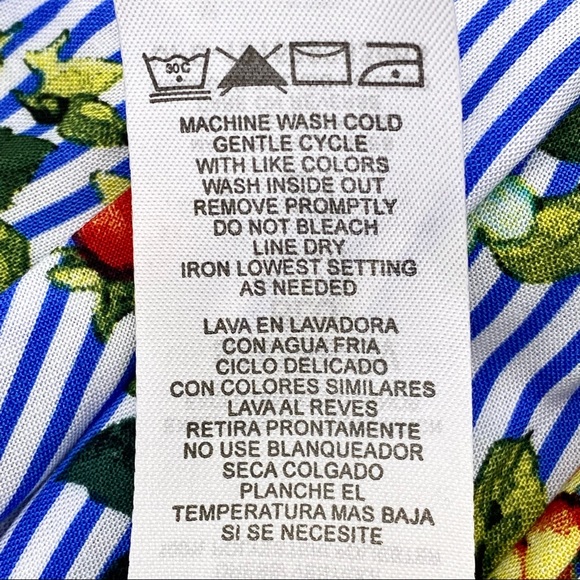 30C
MACHINE WASH COLD
GENTLE CYCLE
WITH LIKE COLORS
WASH INSIDE OUT
REMOVE PROMPTLY
DO NOT BLEACH
LINE DRY
IRON LOWEST SETTING
AS NEEDED
LAVA EN LAVADORA
CON AGUA FRIA
CICLO DELICADO
CON COLORES SIMILARES
LAVA AL REVES
RETIRA PRONTAMENTE
NO USE BLANQUEADOR
SECA COLGADO
PLANCHE EL
TEMPERATURA MAS BAJA
SI SE NECESITE